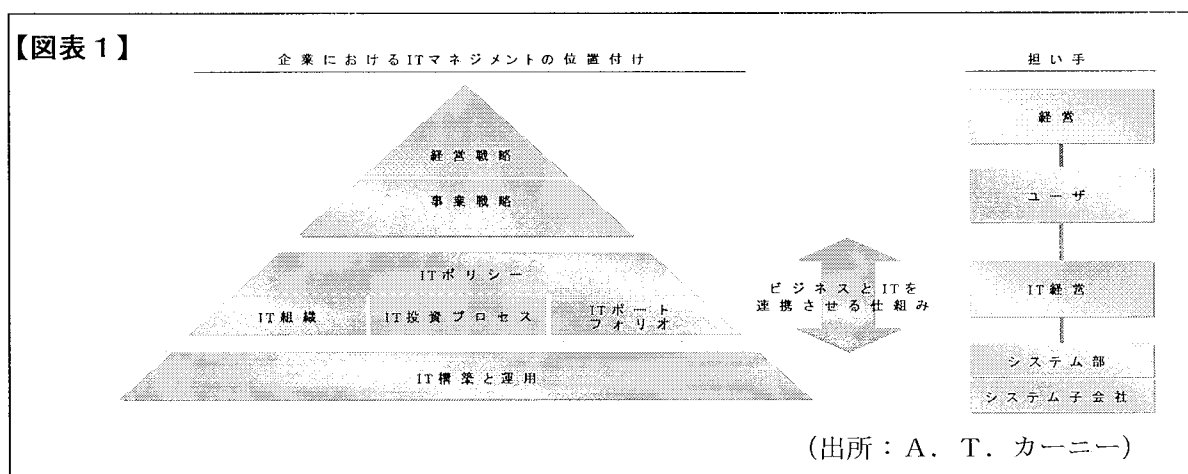 【図表1】
企業におけるITマネジメントの位置付け
担い手
経営戦略
事業戦略
ITポリシー
IT組織
IT投資プロセス
ITポート
フォリオ
IT構築と運用
ビジネスとITを
連携させる仕組み
経営
ユーザ
IT経営
システム部
システム子会社
(出所:A.T.カーニー)